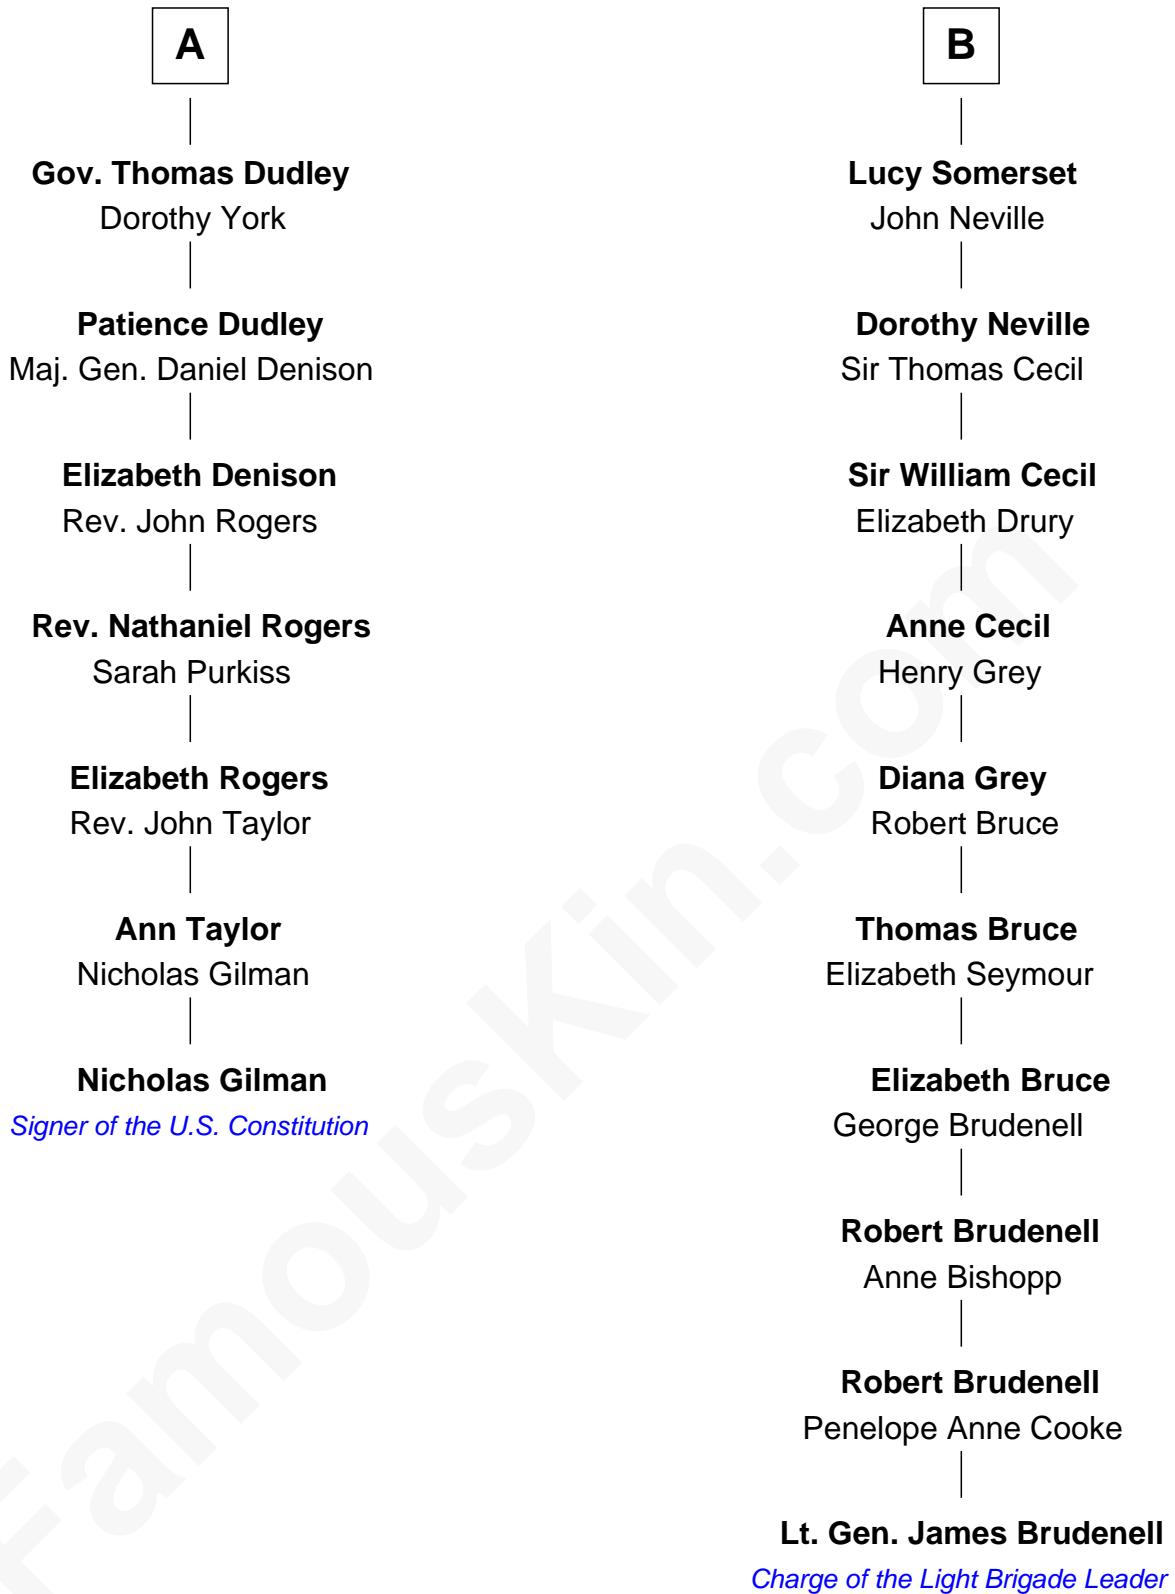 A
Gov. Thomas Dudley
Dorothy York
Patience Dudley
Maj. Gen. Daniel Denison
Elizabeth Denison
Rev. John Rogers
Rev. Nathaniel Rogers
Sarah Purkiss
Elizabeth Rogers
Rev. John Taylor
Ann Taylor
Nicholas Gilman
Nicholas Gilman
Signer of the U.S. Constitution
B
Lucy Somerset
John Neville
Dorothy Neville
Sir Thomas Cecil
Sir William Cecil
Elizabeth Drury
Anne Cecil
Henry Grey
Diana Grey
Robert Bruce
Thomas Bruce
Elizabeth Seymour
Elizabeth Bruce
George Brudenell
Robert Brudenell
Anne Bishopp
Robert Brudenell
Penelope Anne Cooke
Lt. Gen. James Brudenell
Charge of the Light Brigade Leader
FamousKin.com